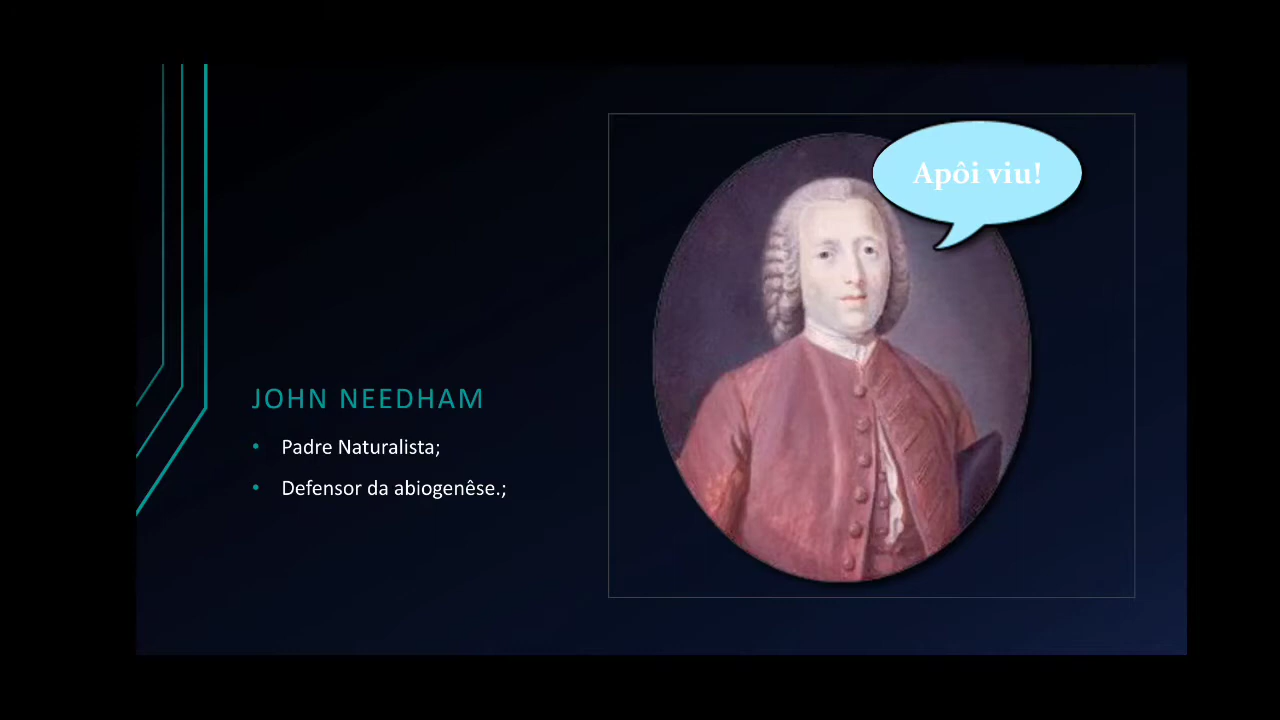 Apôi viu!
JOHN NEEDHAM
• Padre Naturalista;
• Defensor da abiogenêse.;